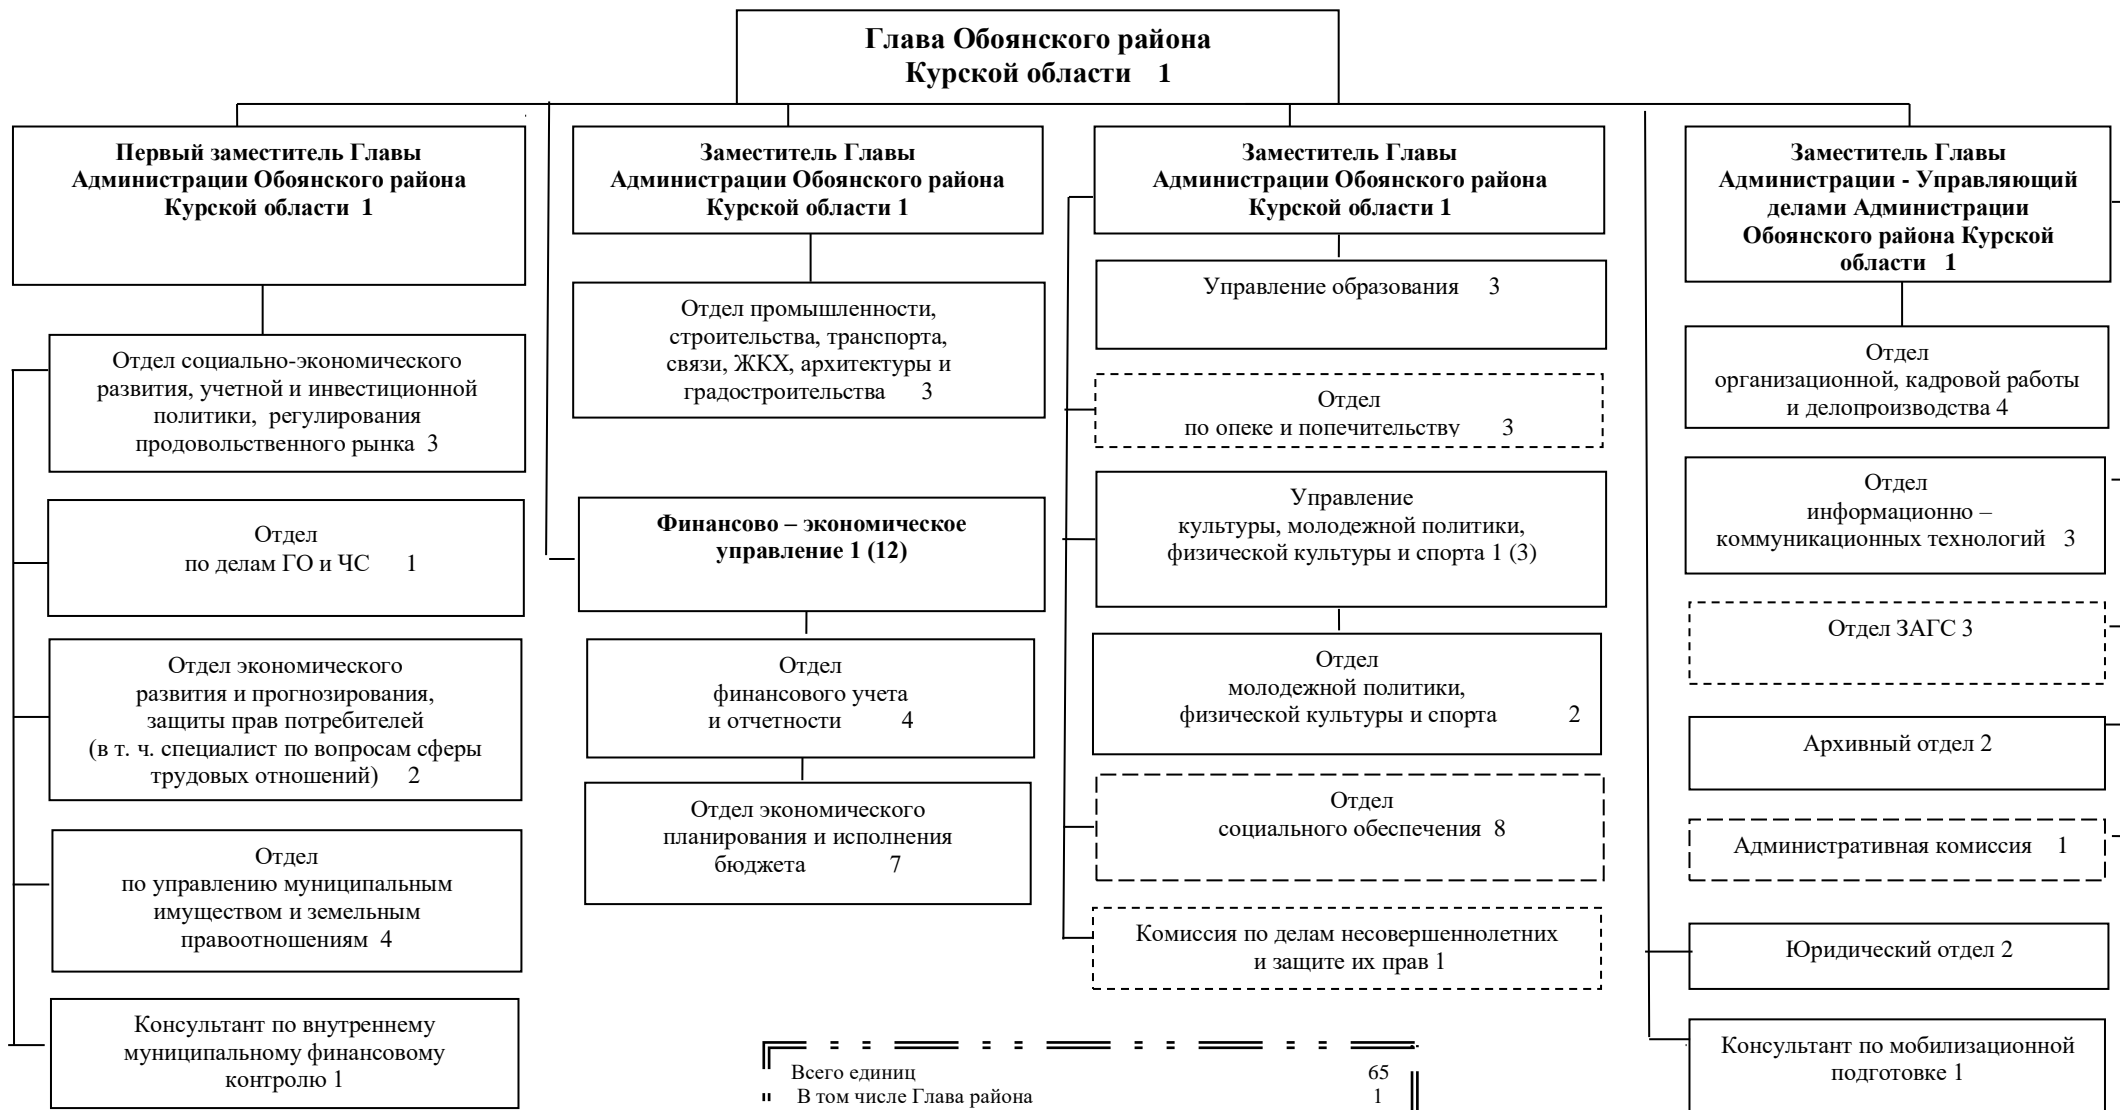 Глава Обоянского района
Курской области 1
Первый заместитель Главы
Администрации Обоянского района
Курской области 1
Отдел социально-экономического
развития, учетной и инвестиционной
политики, регулирования
продовольственного рынка 3
Отдел
по делам ГО и ЧС 1
Отдел экономического
развития и прогнозирования,
защиты прав потребителей
(в т. ч. специалист по вопросам сферы
трудовых отношений) 2
Отдел
по управлению муниципальным
имуществом и земельным
правоотношениям 4
Консультант по внутреннему
муниципальному финансовому
контролю 1
Заместитель Главы
Администрации Обоянского района
Курской области 1
Отдел промышленности,
строительства, транспорта,
связи, ЖКХ, архитектуры и
градостроительства 3
Финансово – экономическое
управление 1 (12)
Отдел
финансового учета
и отчетности 4
Отдел экономического
планирования и исполнения
бюджета 7
Заместитель Главы
Администрации Обоянского района
Курской области 1
Управление образования 3
Отдел
по опеке и попечительству 3
Управление
культуры, молодежной политики,
физической культуры и спорта 1 (3)
Отдел
молодежной политики,
физической культуры и спорта 2
Отдел
социального обеспечения 8
Комиссия по делам несовершеннолетних
и защите их прав 1
Заместитель Главы
Администрации - Управляющий
делами Администрации
Обоянского района Курской
области 1
Отдел
организационной, кадровой работы
и делопроизводства 4
Отдел
информационно –
коммуникационных технологий 3
Отдел ЗАГС 3
Архивный отдел 2
Административная комиссия 1
Юридический отдел 2
Консультант по мобилизационной
подготовке 1
Всего единиц 65
В том числе Глава района 1